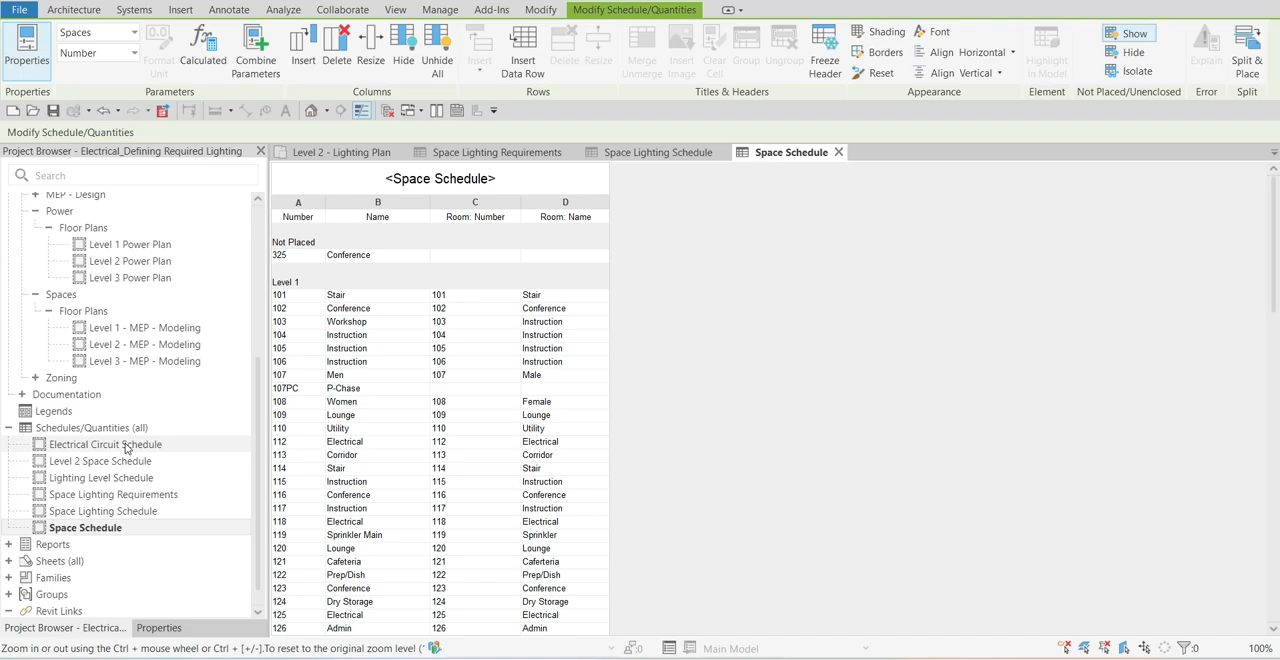 File Architecture Systems Insert Annotate Analyze Collaborate View Manage Add-Ins Modify Modify Schedule/Quantities
Properties
Spaces
Number
Format Unit
Calculated
Combine Parameters
Insert
Delete
Resize
Hide
Unhide All
Insert
Insert Data Row
Delete
Resize
Merge Unmerge
Insert Image
Clear Cell
Group
Ungroup
Freeze Header
Shading
Borders
Reset
Font
Align Horizontal
Align Vertical
Highlight in Model
Show
Hide
Isolate
Explain
Split & Place
Properties Parameters Columns Rows Titles & Headers Appearance Element Not Placed/Unenclosed Error Split
Modify Schedule/Quantities
Project Browser - Electrical_Defining Required Lighting
Level 2 - Lighting Plan Space Lighting Requirements Space Lighting Schedule Space Schedule
Search
MEP - Design
Power
Floor Plans
Level 1 Power Plan
Level 2 Power Plan
Level 3 Power Plan
Spaces
Floor Plans
Level 1 - MEP - Modeling
Level 2 - MEP - Modeling
Level 3 - MEP - Modeling
Zoning
Documentation
Legends
Schedules/Quantities (all)
Electrical Circuit Schedule
Level 2 Space Schedule
Lighting Level Schedule
Space Lighting Requirements
Space Lighting Schedule
Space Schedule
Reports
Sheets (all)
Families
Groups
Revit Links
Project Browser - Electrica... Properties
<Space Schedule>
A B C D
Number Name Room: Number Room: Name
Not Placed
325 Conference
Level 1
101 Stair 101 Stair
102 Conference 102 Conference
103 Workshop 103 Instruction
104 Instruction 104 Instruction
105 Instruction 105 Instruction
106 Instruction 106 Instruction
107 Men 107 Male
107PC P-Chase
108 Women 108 Female
109 Lounge 109 Lounge
110 Utility 110 Utility
112 Electrical 112 Electrical
113 Corridor 113 Corridor
114 Stair 114 Stair
115 Instruction 115 Instruction
116 Conference 116 Conference
117 Instruction 117 Instruction
118 Electrical 118 Electrical
119 Sprinkler Main 119 Sprinkler
120 Lounge 120 Lounge
121 Cafeteria 121 Caferteria
122 Prep/Dish 122 Prep/Dish
123 Conference 123 Conference
124 Dry Storage 124 Dry Storage
125 Electrical 125 Electrical
126 Admin 126 Admin
Zoom in or out using the Ctrl + mouse wheel or Ctrl + [+/-].To reset to the original zoom level (' :0 Main Model :0 100%